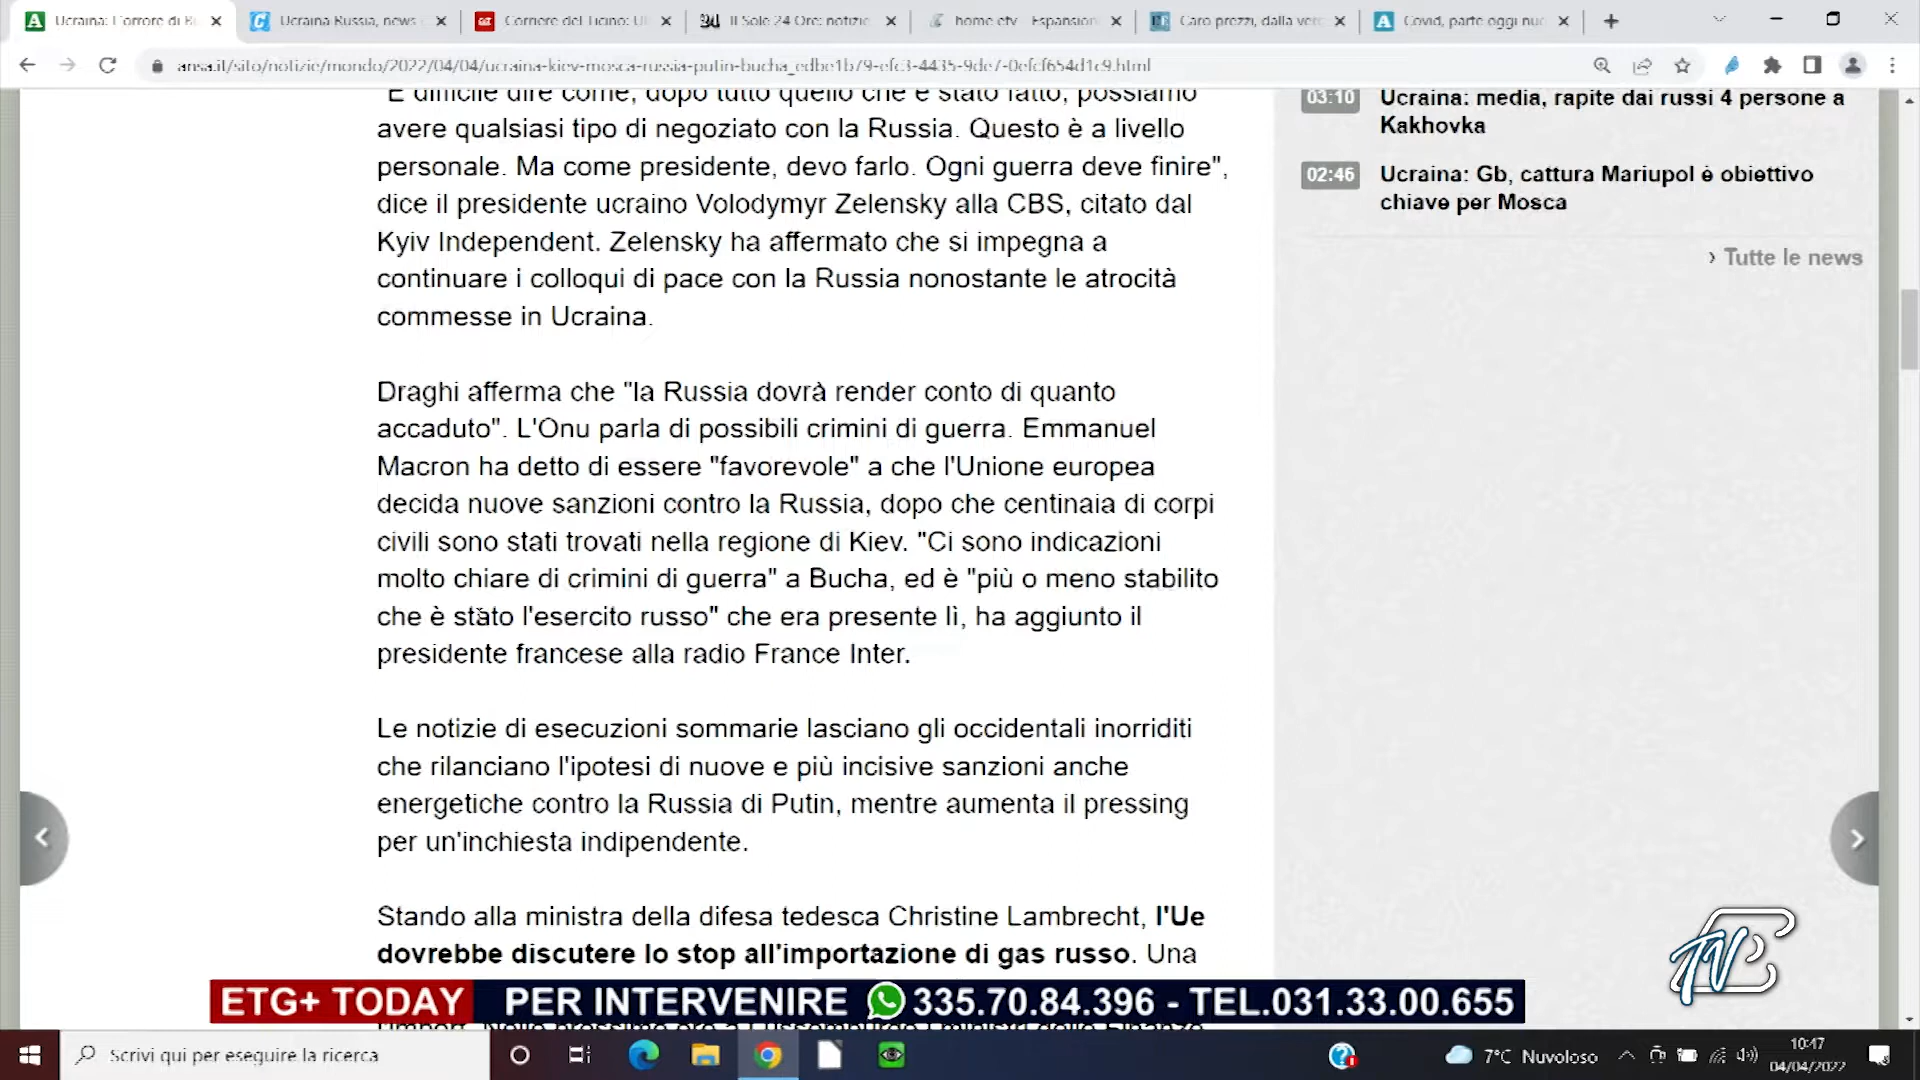 Ucraina: L'orrore di Bu
Ucraina Russia, news
Corriere del Ticino: Ul
Il Sole 24 Ore: notizie
home etv - Espansion
Caro prezzi, dalla verd
Covid, parte oggi nuo
ansa.it/sito/notizie/mondo/2022/04/04/ucraina-kiev-mosca-russia-putin-bucha_edbe1b79-efc3-4435-9de7-0efcf654d1c9.html
"È difficile dire come, dopo tutto quello che è stato fatto, possiamo
avere qualsiasi tipo di negoziato con la Russia. Questo è a livello
personale. Ma come presidente, devo farlo. Ogni guerra deve finire",
dice il presidente ucraino Volodymyr Zelensky alla CBS, citato dal
Kyiv Independent. Zelensky ha affermato che si impegna a
continuare i colloqui di pace con la Russia nonostante le atrocità
commesse in Ucraina.
Draghi afferma che "la Russia dovrà render conto di quanto
accaduto". L'Onu parla di possibili crimini di guerra. Emmanuel
Macron ha detto di essere "favorevole" a che l'Unione europea
decida nuove sanzioni contro la Russia, dopo che centinaia di corpi
civili sono stati trovati nella regione di Kiev. "Ci sono indicazioni
molto chiare di crimini di guerra" a Bucha, ed è "più o meno stabilito
che è stato l'esercito russo" che era presente lì, ha aggiunto il
presidente francese alla radio France Inter.
Le notizie di esecuzioni sommarie lasciano gli occidentali inorriditi
che rilanciano l'ipotesi di nuove e più incisive sanzioni anche
energetiche contro la Russia di Putin, mentre aumenta il pressing
per un'inchiesta indipendente.
Stando alla ministra della difesa tedesca Christine Lambrecht, l'Ue
dovrebbe discutere lo stop all'importazione di gas russo. Una
03:10 Ucraina: media, rapite dai russi 4 persone a
Kakhovka
02:46 Ucraina: Gb, cattura Mariupol è obiettivo
chiave per Mosca
› Tutte le news
ETG+ TODAY PER INTERVENIRE 335.70.84.396 - TEL.031.33.00.655
Scrivi qui per eseguire la ricerca
7°C Nuvoloso
10:47
04/04/2022